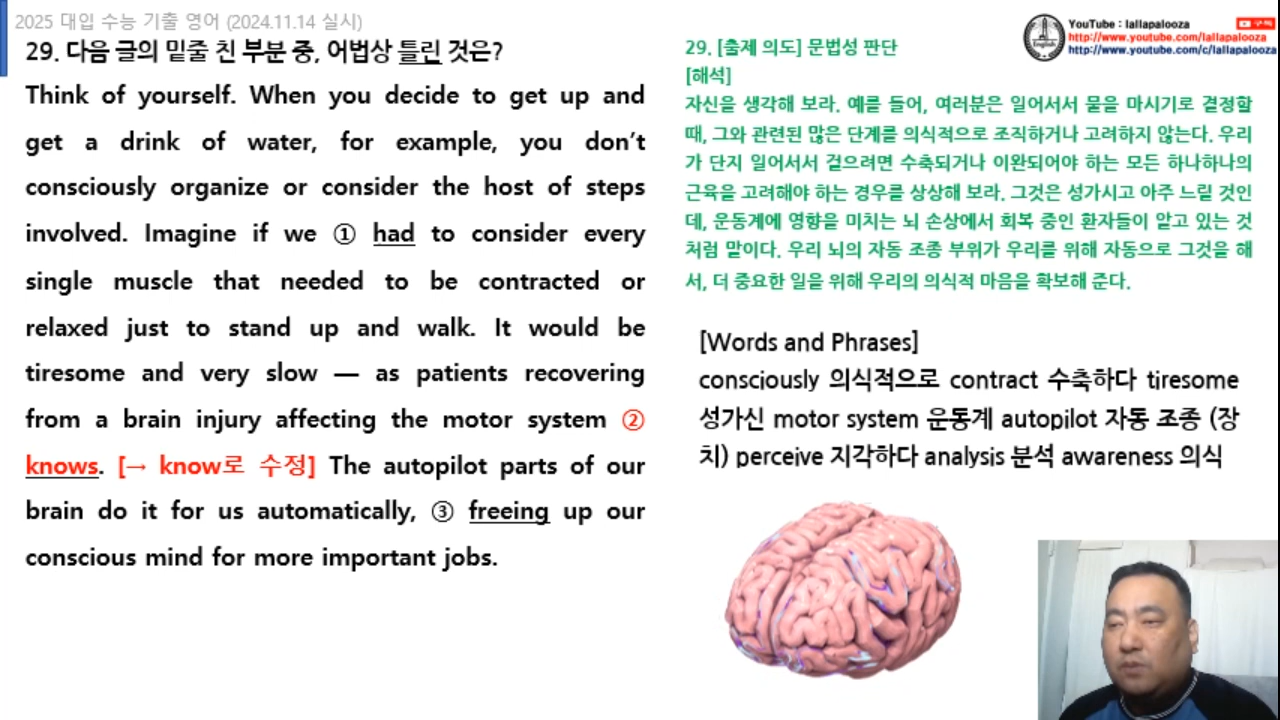 2025 대입 수능 기출 영어 (2024.11.14 실시)
29. 다음 글의 밑줄 친 부분 중, 어법상 틀린 것은?
Think of yourself. When you decide to get up and
get a drink of water, for example, you don’t
consciously organize or consider the host of steps
involved. Imagine if we ① had to consider every
single muscle that needed to be contracted or
relaxed just to stand up and walk. It would be
tiresome and very slow — as patients recovering
from a brain injury affecting the motor system ②
knows. [→ know로 수정] The autopilot parts of our
brain do it for us automatically, ③ freeing up our
conscious mind for more important jobs.
29. [출제 의도] 문법성 판단
[해석]
자신을 생각해 보라. 예를 들어, 여러분은 일어서서 물을 마시기로 결정할
때, 그와 관련된 많은 단계를 의식적으로 조직하거나 고려하지 않는다. 우리
가 단지 일어서서 걸으려면 수축되거나 이완되어야 하는 모든 하나하나의
근육을 고려해야 하는 경우를 상상해 보라. 그것은 성가시고 아주 느릴 것인
데, 운동계에 영향을 미치는 뇌 손상에서 회복 중인 환자들이 알고 있는 것
처럼 말이다. 우리 뇌의 자동 조종 부위가 우리를 위해 자동으로 그것을 해
서, 더 중요한 일을 위해 우리의 의식적 마음을 확보해 준다.
[Words and Phrases]
consciously 의식적으로 contract 수축하다 tiresome
성가신 motor system 운동계 autopilot 자동 조종 (장
치) perceive 지각하다 analysis 분석 awareness 의식
English
YouTube : lallapalooza
구독
http://www.youtube.com/lallapalooza
http://www.youtube.com/c/lallapalooza